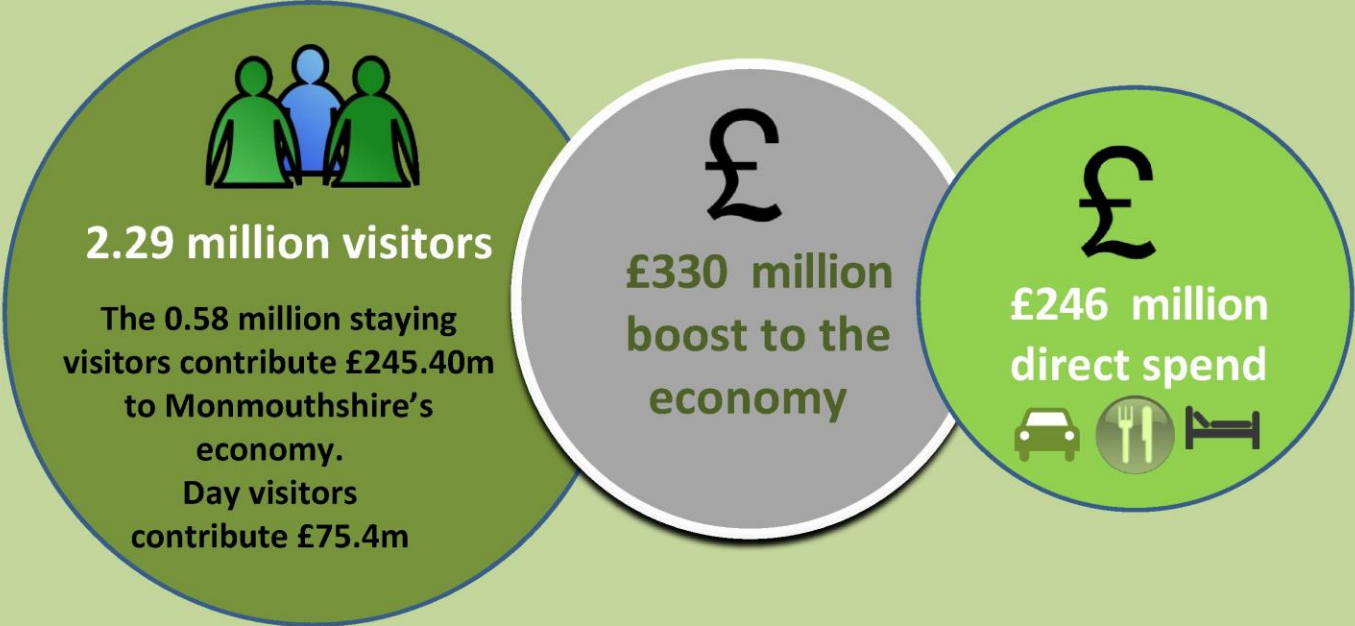 2.29 million visitors
The 0.58 million staying
visitors contribute £245.40m
to Monmouthshire's
economy.
Day visitors
contribute £75.4m
£
£330 million
boost to the
economy
£
£246 million
direct spend